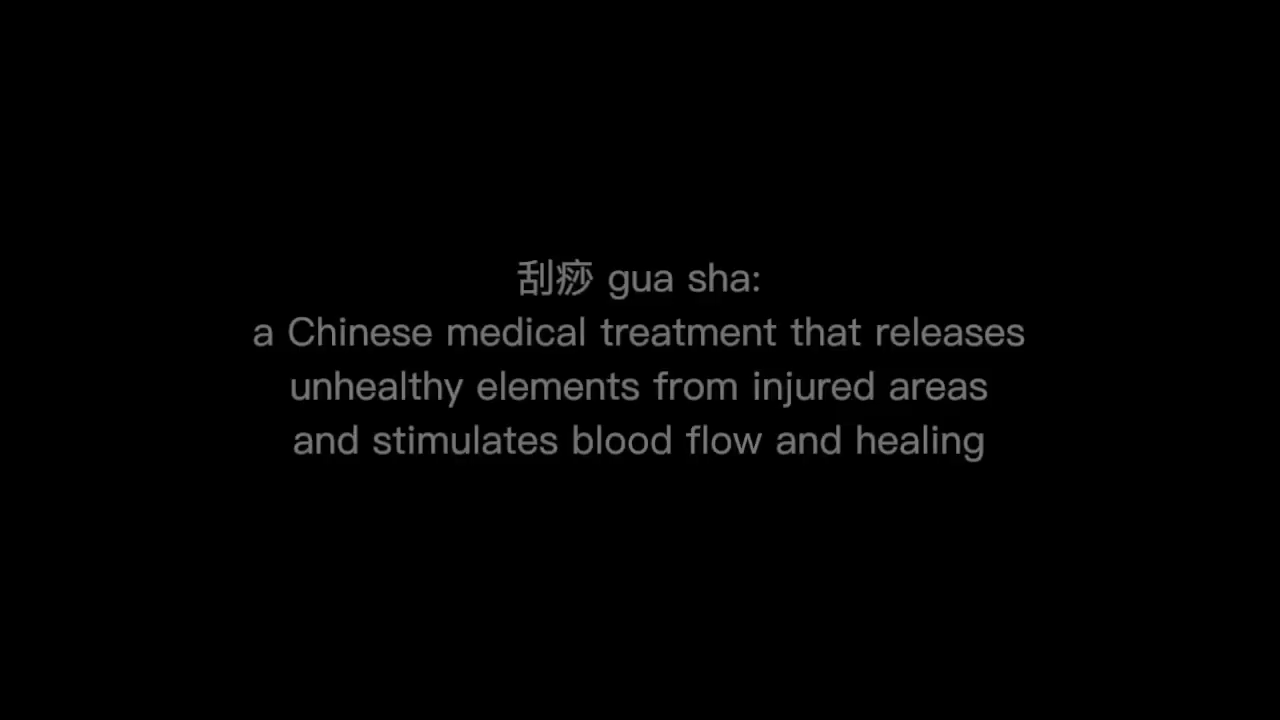 刮痧 gua sha:
a Chinese medical treatment that releases
unhealthy elements from injured areas
and stimulates blood flow and healing